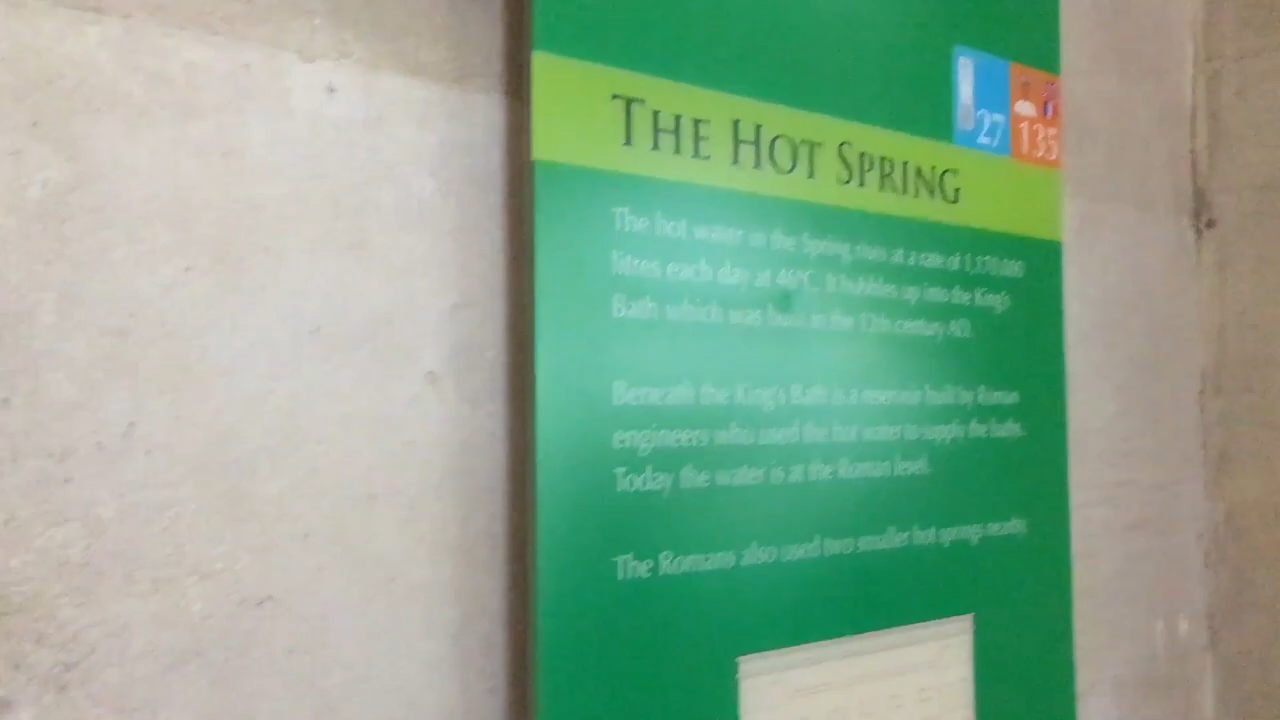 27 135
THE HOT SPRING
The hot water in the Spring rises at a rate of 1,170,000
litres each day at 46°C. It bubbles up into the King's
Bath which was built in the 12th century AD.
Beneath the King's Bath is a reservoir built by Roman
engineers who used the hot water to supply the baths.
Today the water is at the Roman level.
The Romans also used two smaller hot springs nearby.